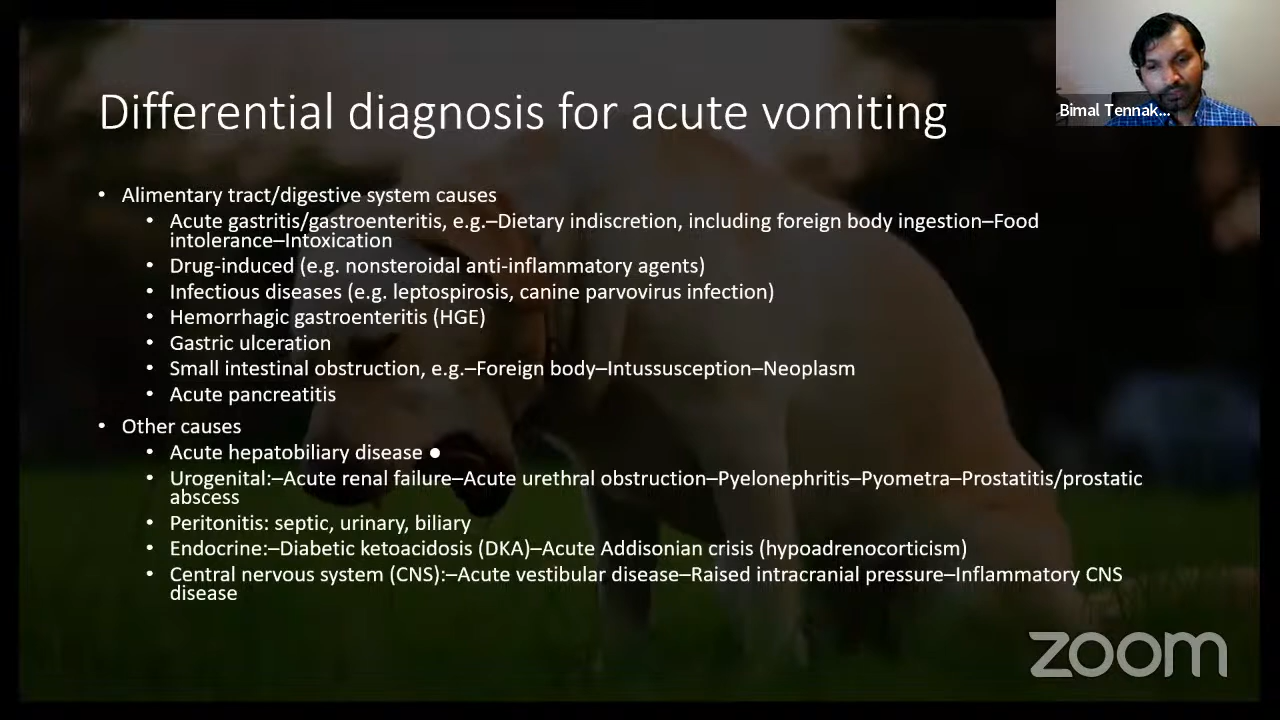 Differential diagnosis for acute vomiting
Bimal Tennak...
• Alimentary tract/digestive system causes
• Acute gastritis/gastroenteritis, e.g.–Dietary indiscretion, including foreign body ingestion–Food
intolerance–Intoxication
• Drug-induced (e.g. nonsteroidal anti-inflammatory agents)
• Infectious diseases (e.g. leptospirosis, canine parvovirus infection)
• Hemorrhagic gastroenteritis (HGE)
• Gastric ulceration
• Small intestinal obstruction, e.g.–Foreign body–Intussusception–Neoplasm
• Acute pancreatitis
• Other causes
• Acute hepatobiliary disease ●
• Urogenital:–Acute renal failure–Acute urethral obstruction–Pyelonephritis–Pyometra–Prostatitis/prostatic
abscess
• Peritonitis: septic, urinary, biliary
• Endocrine:–Diabetic ketoacidosis (DKA)–Acute Addisonian crisis (hypoadrenocorticism)
• Central nervous system (CNS):–Acute vestibular disease–Raised intracranial pressure–Inflammatory CNS
disease
zoom